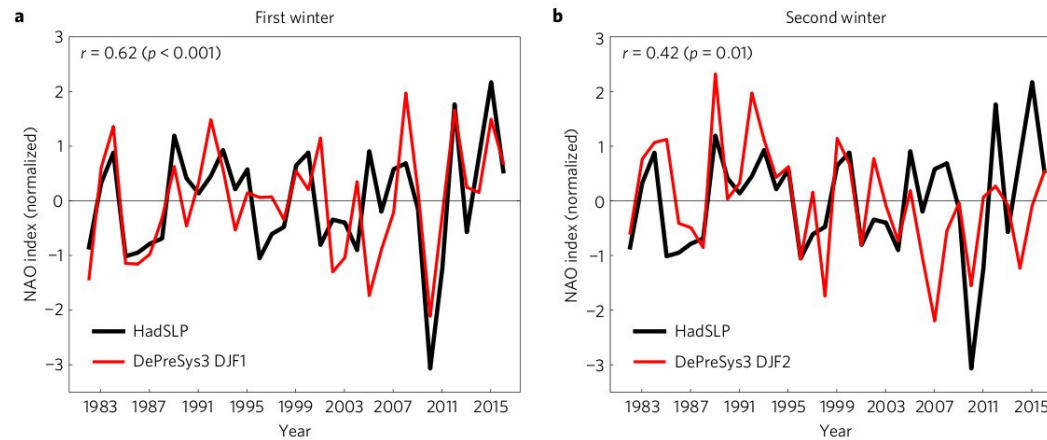 a
First winter
r = 0.62 (p < 0.001)
3
2
1
0
−1
−2
−3
NAO index (normalized)
HadSLP
DePreSys3 DJF1
1983 1987 1991 1995 1999 2003 2007 2011 2015
Year
b
Second winter
r = 0.42 (p = 0.01)
3
2
1
0
−1
−2
−3
NAO index (normalized)
HadSLP
DePreSys3 DJF2
1983 1987 1991 1995 1999 2003 2007 2011 2015
Year